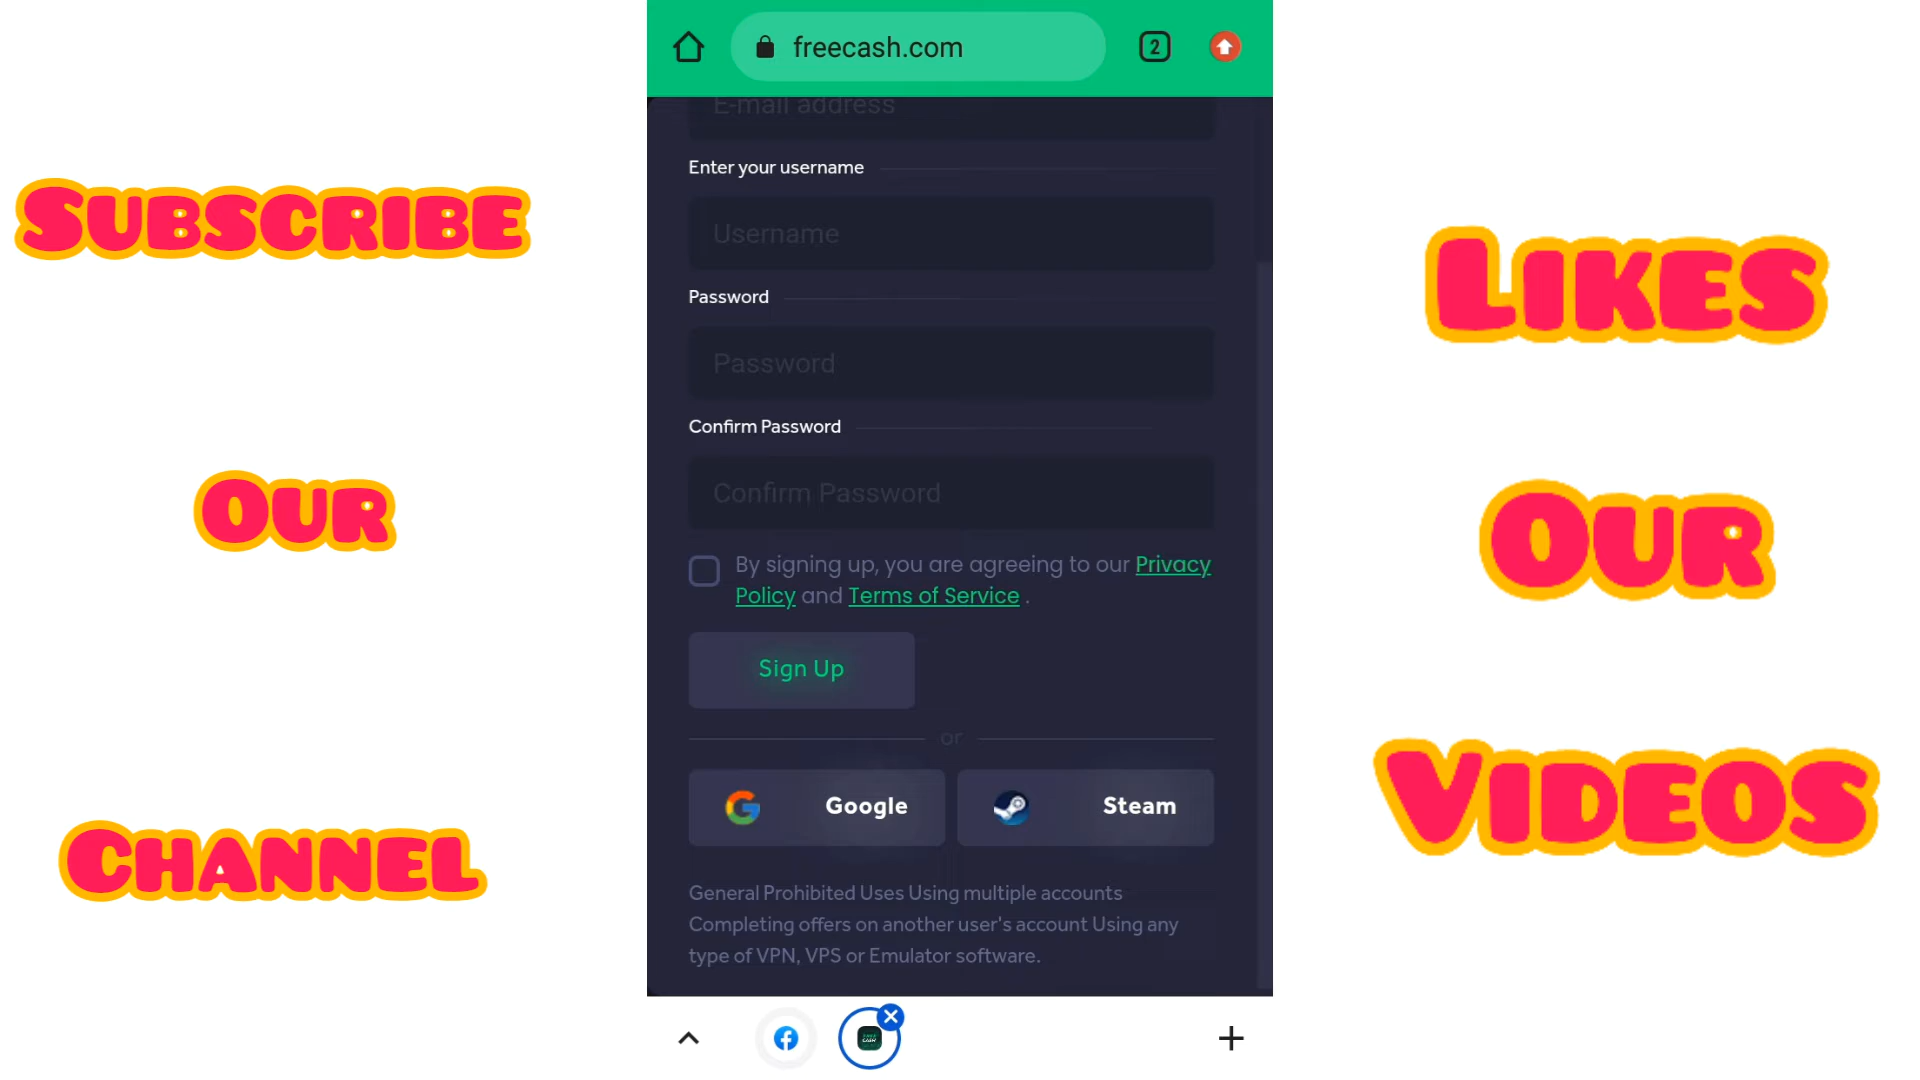 Subscribe
Our
Channel
freecash.com
2
E-mail address
Enter your username
Username
Password
Password
Confirm Password
Confirm Password
By signing up, you are agreeing to our Privacy
Policy and Terms of Service .
Sign Up
or
Google
Steam
General Prohibited Uses Using multiple accounts
Completing offers on another user's account Using any
type of VPN, VPS or Emulator software.
Likes
Our
Videos